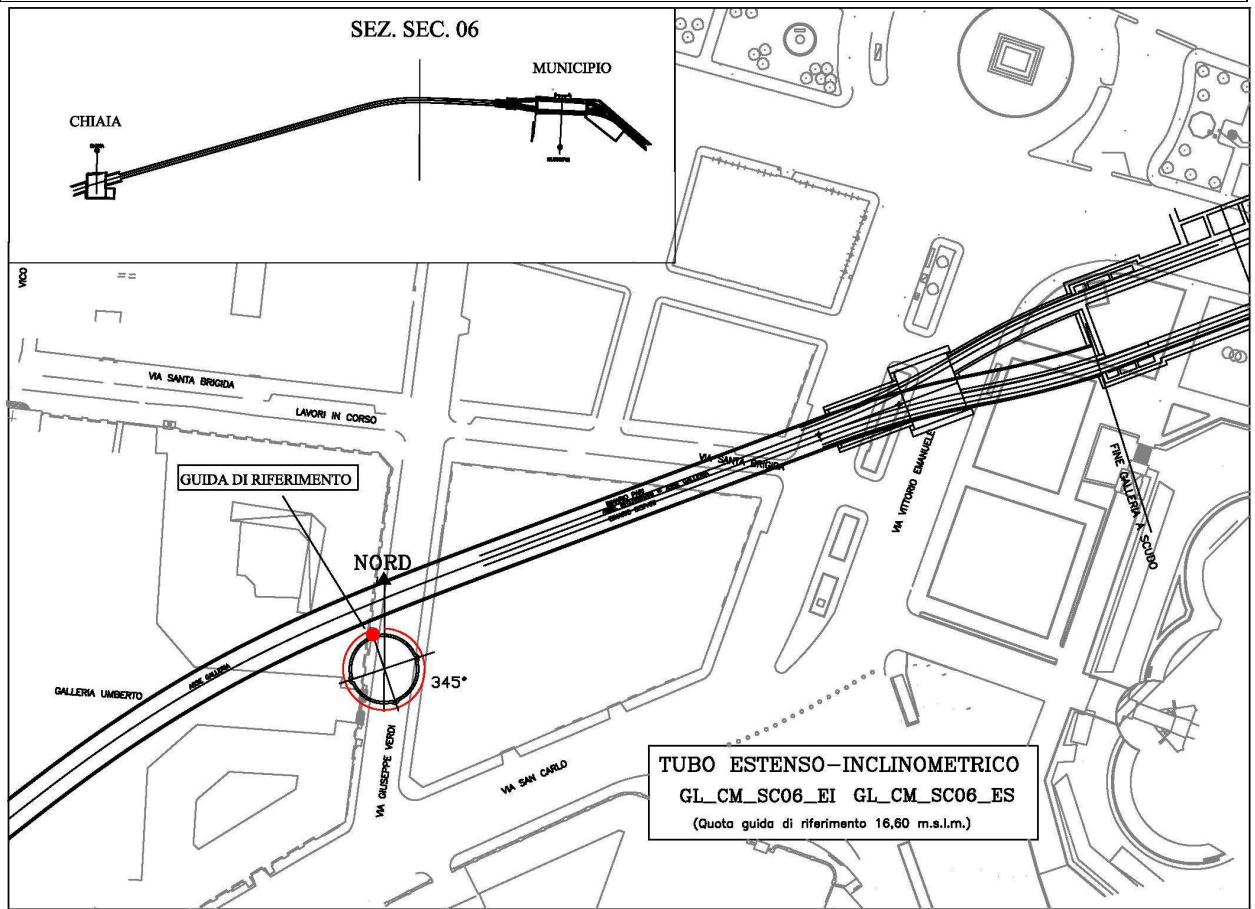 SEZ. SEC. 06
MUNICIPIO
CHIAIA
VICO
VIA SANTA BRIGIDA
LAVORI IN CORSO
GUIDA DI RIFERIMENTO
NORD
VIA SANTA BRIGIDA
VIA VITTORIO EMANUELE
FINE GALLERIA A SCUDO
GALLERIA UMBERTO
ASSE GALLERIA
345°
VIA GIUSEPPE VERDI
VIA SAN CARLO
TUBO ESTENSO-INCLINOMETRICO
GL_CM_SC06_EI GL_CM_SC06_ES
(Quota guida di riferimento 16,60 m.s.l.m.)